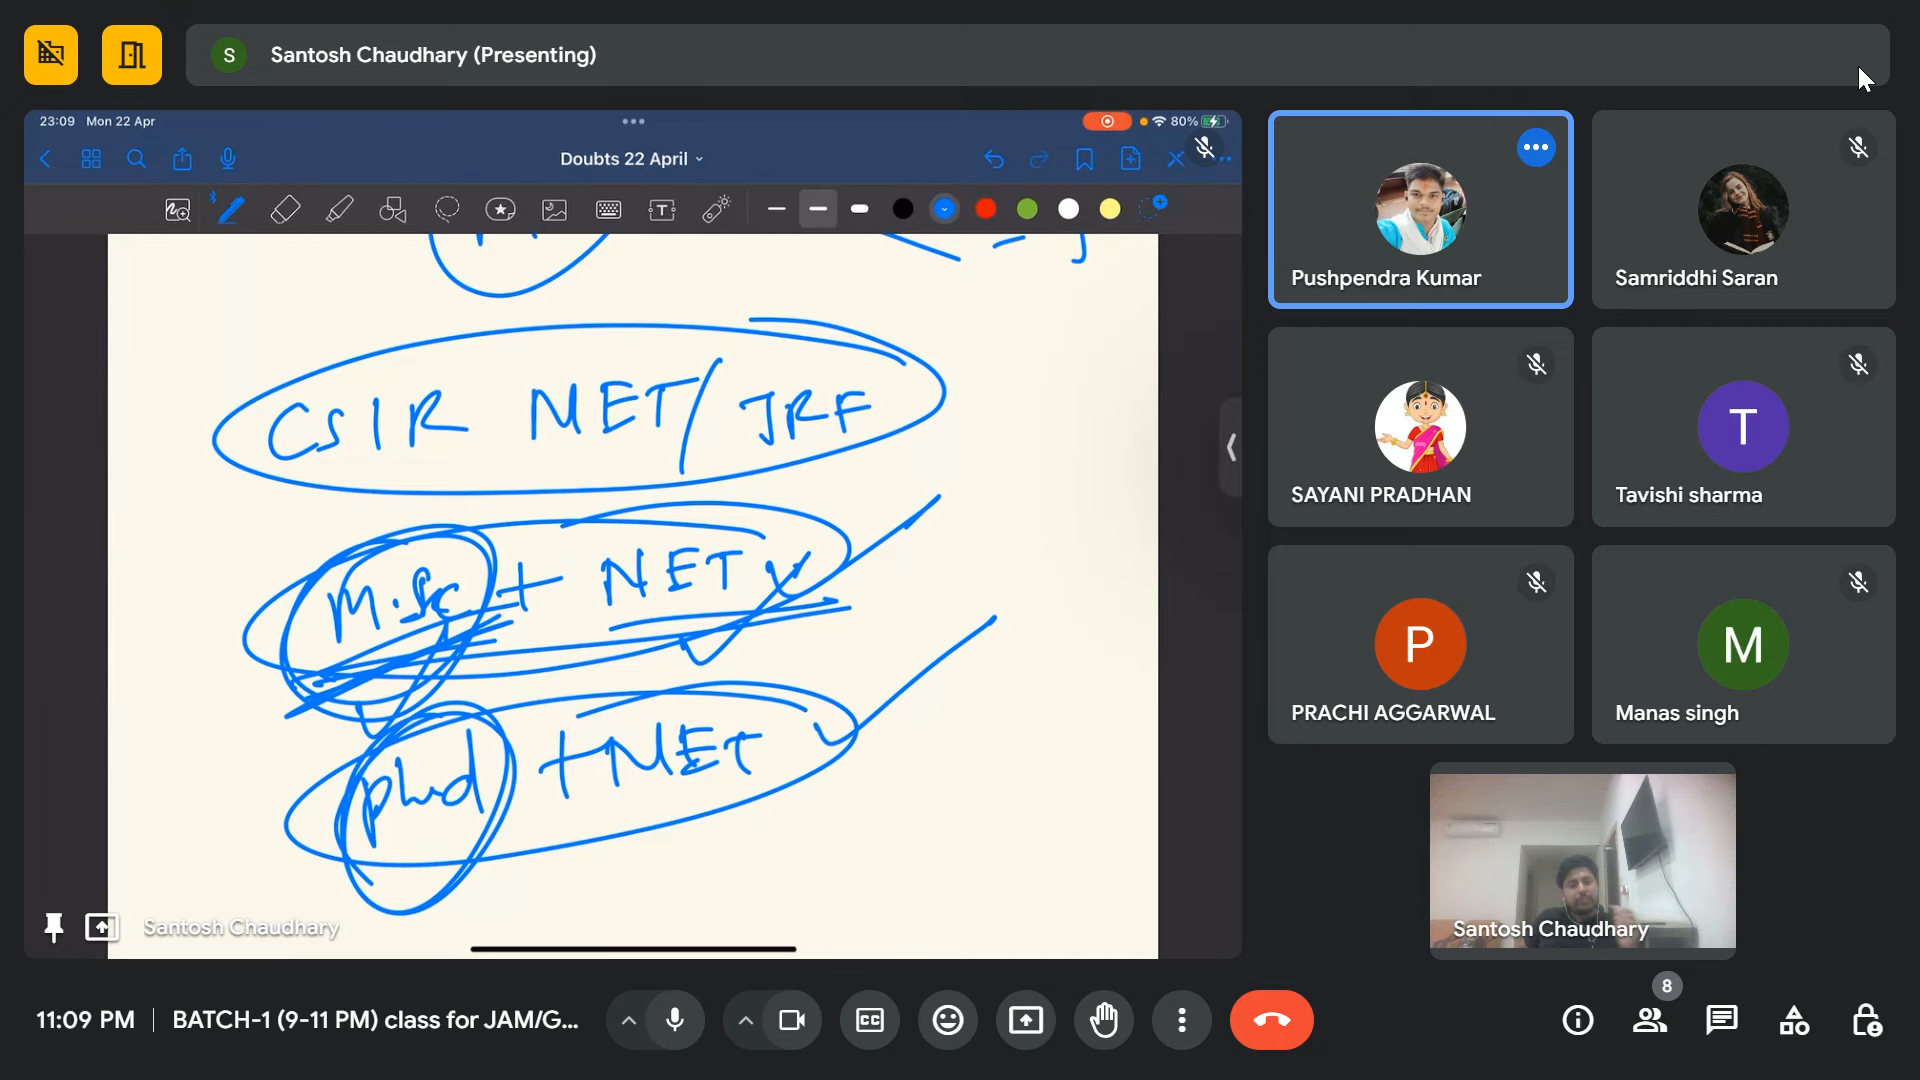 S Santosh Chaudhary (Presenting)
23:09 Mon 22 Apr
80%
Doubts 22 April
CSIR NET/JRF
M.Sc + NET
phd + NET
Santosh Chaudhary
Pushpendra Kumar
Samriddhi Saran
SAYANI PRADHAN
T
Tavishi sharma
P
PRACHI AGGARWAL
M
Manas singh
Santosh Chaudhary
11:09 PM | BATCH-1 (9-11 PM) class for JAM/G...
CC
8